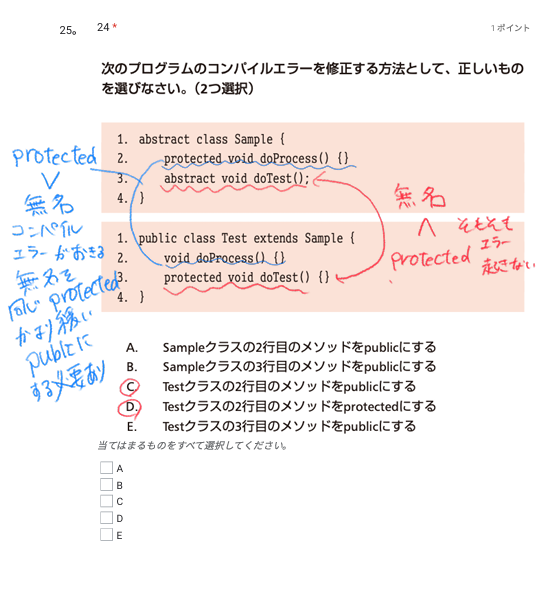 25。 24 * 1 ポイント
次のプログラムのコンパイルエラーを修正する方法として、正しいもの
を選びなさい。（2つ選択）
1. abstract class Sample {
2. protected void doProcess() {}
3. abstract void doTest();
4. }
1. public class Test extends Sample {
2. void doProcess() {}
3. protected void doTest() {}
4. }
protected
∨
無名
コンパイル
エラーがおきる
無名を
同じprotected
かより緩い
publicに
する必要あり
無名
∧
protected
そもそも
エラー
起きない
A. Sampleクラスの2行目のメソッドをpublicにする
B. Sampleクラスの3行目のメソッドをpublicにする
C. Testクラスの2行目のメソッドをpublicにする
D. Testクラスの2行目のメソッドをprotectedにする
E. Testクラスの3行目のメソッドをpublicにする
当てはまるものをすべて選択してください。
A
B
C
D
E